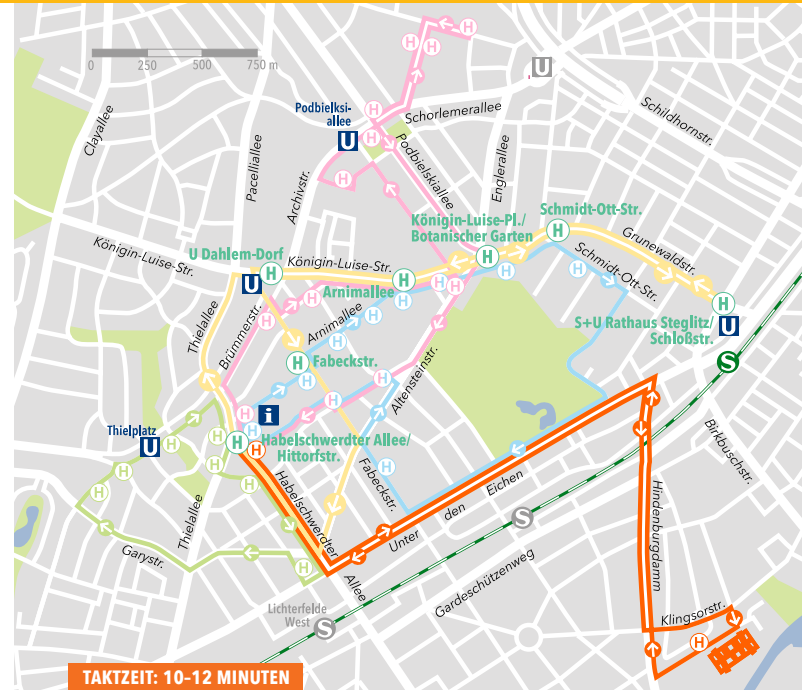 0 250 500 750 m
U
Podbielksi-
allee
U
Schorlemerallee
Schildhornstr.
Clayallee
Pacelliallee
Archivstr.
Podbielskiallee
Englerallee
H
H
H
H
H
H
H
Königin-Luise-Pl./
Botanischer Garten
H
Schmidt-Ott-Str.
H
Grunewaldstr.
Schmidt-Ott-Str.
Königin-Luise-Str.
U Dahlem-Dorf
H
U
Königin-Luise-Str.
H
Arnimallee
H
H
H
H
H
H
H
S+U Rathaus Steglitz/
Schloßstr.
H
U
S
Thielallee
Brümmerstr.
Arnimallee
H
H
H
Fabeckstr.
H
Altensteinstr.
i
H
H
H
H
Habelschwerdter Allee/
Hittorfstr.
Thielplatz
U
H
H
H
H
H
H
H
H
Fabeckstr.
Habelschwerdter
Allee
Unter den Eichen
S
Birkbuschstr.
Hindenburgdamm
Thielallee
Garystr.
Gardeschützenweg
Lichterfelde
West
S
Klingsorstr.
H
TAKTZEIT: 10–12 MINUTEN